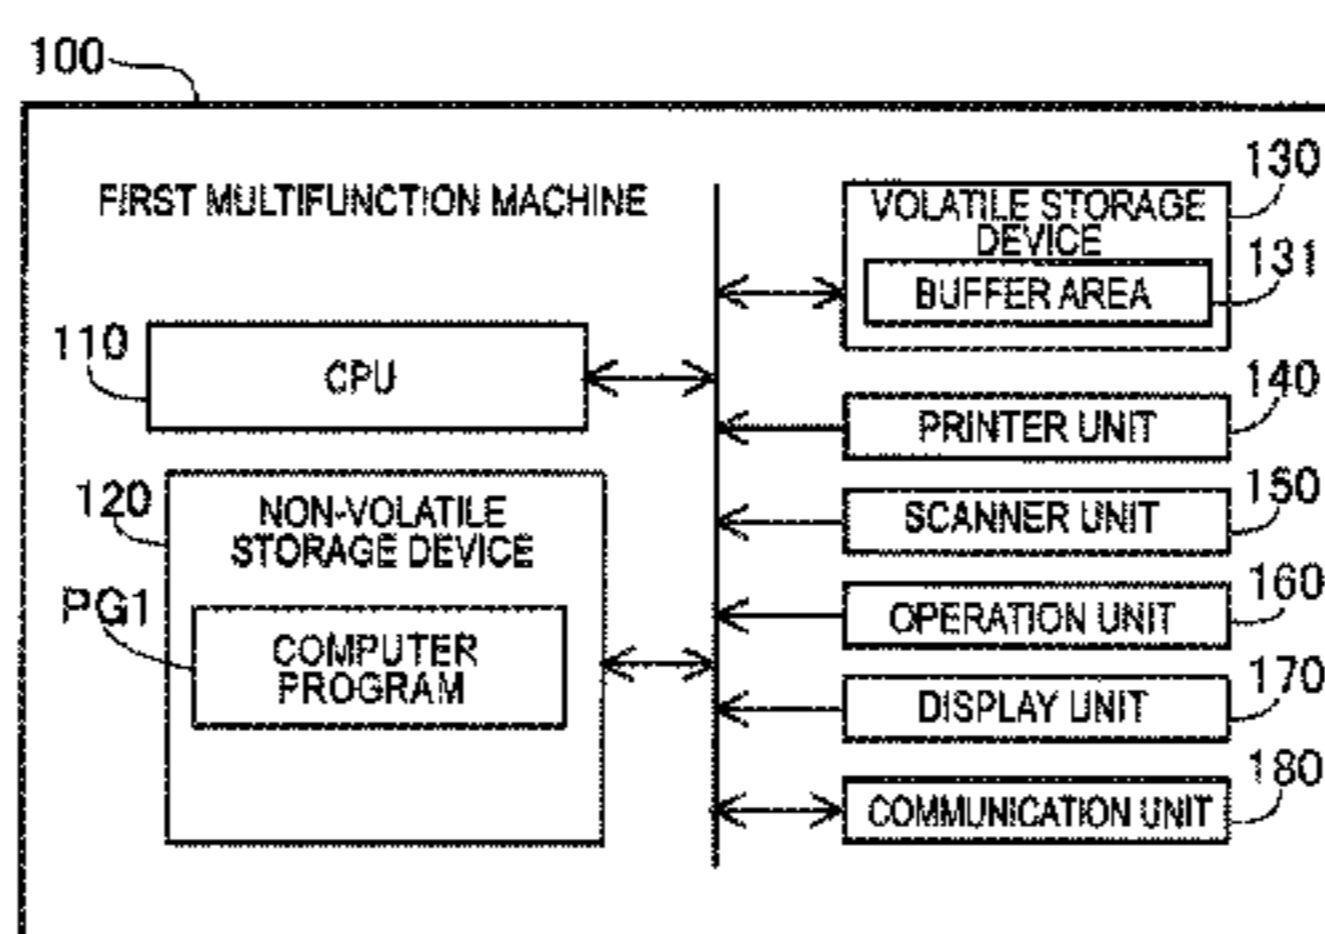 100
FIRST MULTIFUNCTION MACHINE
110
CPU
120
NON-VOLATILE
STORAGE DEVICE
PG1
COMPUTER
PROGRAM
130
VOLATILE STORAGE
DEVICE
131
BUFFER AREA
140
PRINTER UNIT
150
SCANNER UNIT
160
OPERATION UNIT
170
DISPLAY UNIT
180
COMMUNICATION UNIT